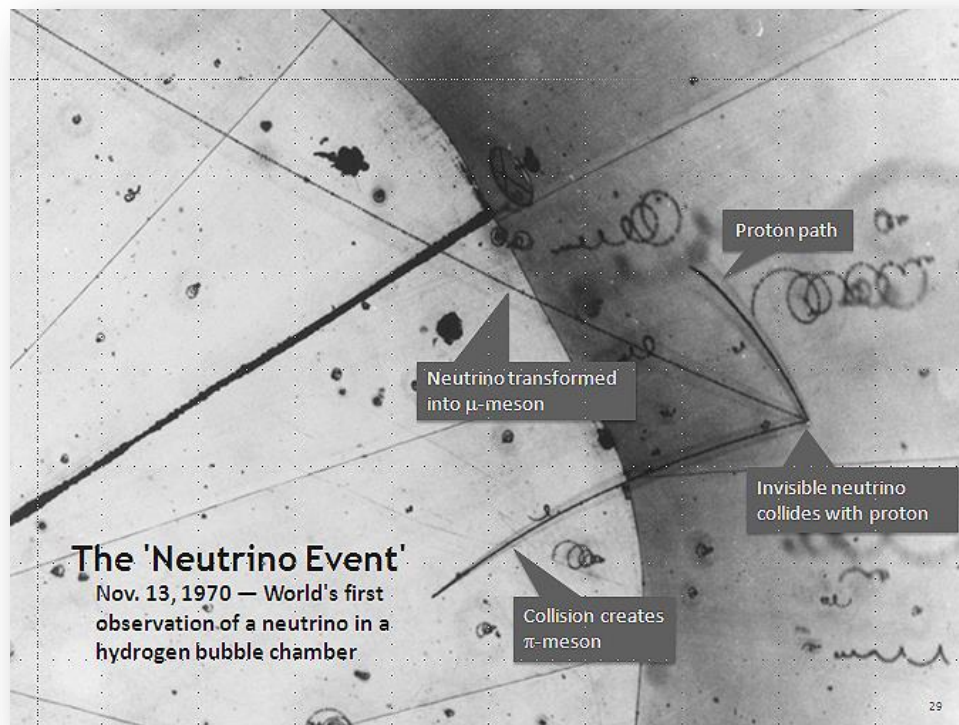 Proton path
Neutrino transformed
into μ-meson
Invisible neutrino
collides with proton
The 'Neutrino Event'
Nov. 13, 1970 — World's first
observation of a neutrino in a
hydrogen bubble chamber
Collision creates
π-meson
29